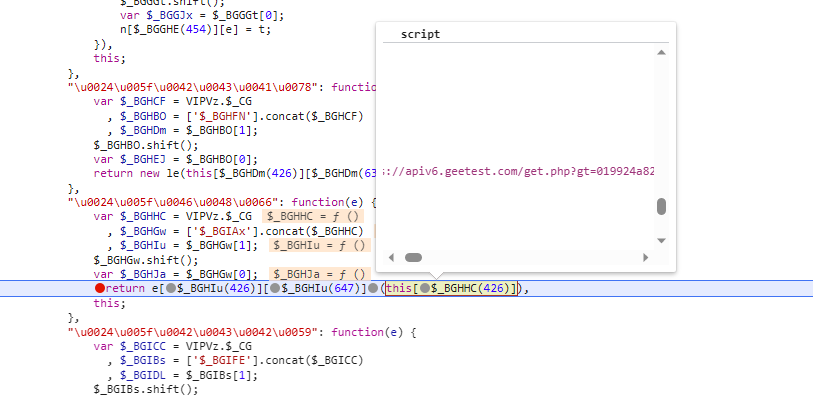 $_BGGGt.shift();
var $_BGGJx = $_BGGGt[0];
n[$_BGGHE(454)][e] = t;
}),
this;
},
"\u0024\u005f\u0042\u0043\u0041\u0078": function
var $_BGHCF = VIPVz.$_CG
, $_BGHBO = ['$_BGHFN'].concat($_BGHCF)
, $_BGHDm = $_BGHBO[1];
$_BGHBO.shift();
var $_BGHEJ = $_BGHBO[0];
return new le(this[$_BGHDm(426)][$_BGHDm(63
},
"\u0024\u005f\u0046\u0048\u0066": function(e) {
var $_BGHHC = VIPVz.$_CG $_BGHHC = ƒ ()
, $_BGHGw = ['$_BGIAx'].concat($_BGHHC)
, $_BGHIu = $_BGHGw[1]; $_BGHIu = ƒ ()
$_BGHGw.shift();
var $_BGHJa = $_BGHGw[0]; $_BGHJa = ƒ ()
return e[$_BGHIu(426)][$_BGHIu(647)](this[$_BGHHC(426)]),
this;
},
"\u0024\u005f\u0042\u0043\u0042\u0059": function(e) {
var $_BGICC = VIPVz.$_CG
, $_BGIBs = ['$_BGIFE'].concat($_BGICC)
, $_BGIDL = $_BGIBs[1];
$_BGIBs.shift();
script
s://apiv6.geetest.com/get.php?gt=019924a82